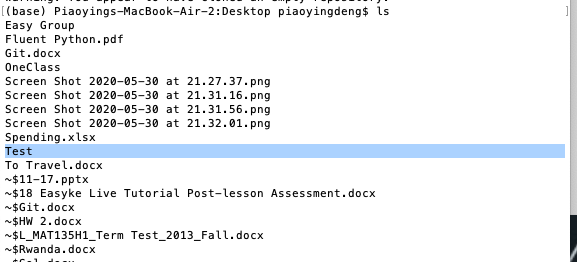 (base) Piaoyings-MacBook-Air-2:Desktop piaoyingdeng$ ls
Easy Group
Fluent Python.pdf
Git.docx
OneClass
Screen Shot 2020-05-30 at 21.27.37.png
Screen Shot 2020-05-30 at 21.31.16.png
Screen Shot 2020-05-30 at 21.31.56.png
Screen Shot 2020-05-30 at 21.32.01.png
Spending.xlsx
Test
To Travel.docx
~$11-17.pptx
~$18 Easyke Live Tutorial Post-lesson Assessment.docx
~$Git.docx
~$HW 2.docx
~$L_MAT135H1_Term Test_2013_Fall.docx
~$Rwanda.docx